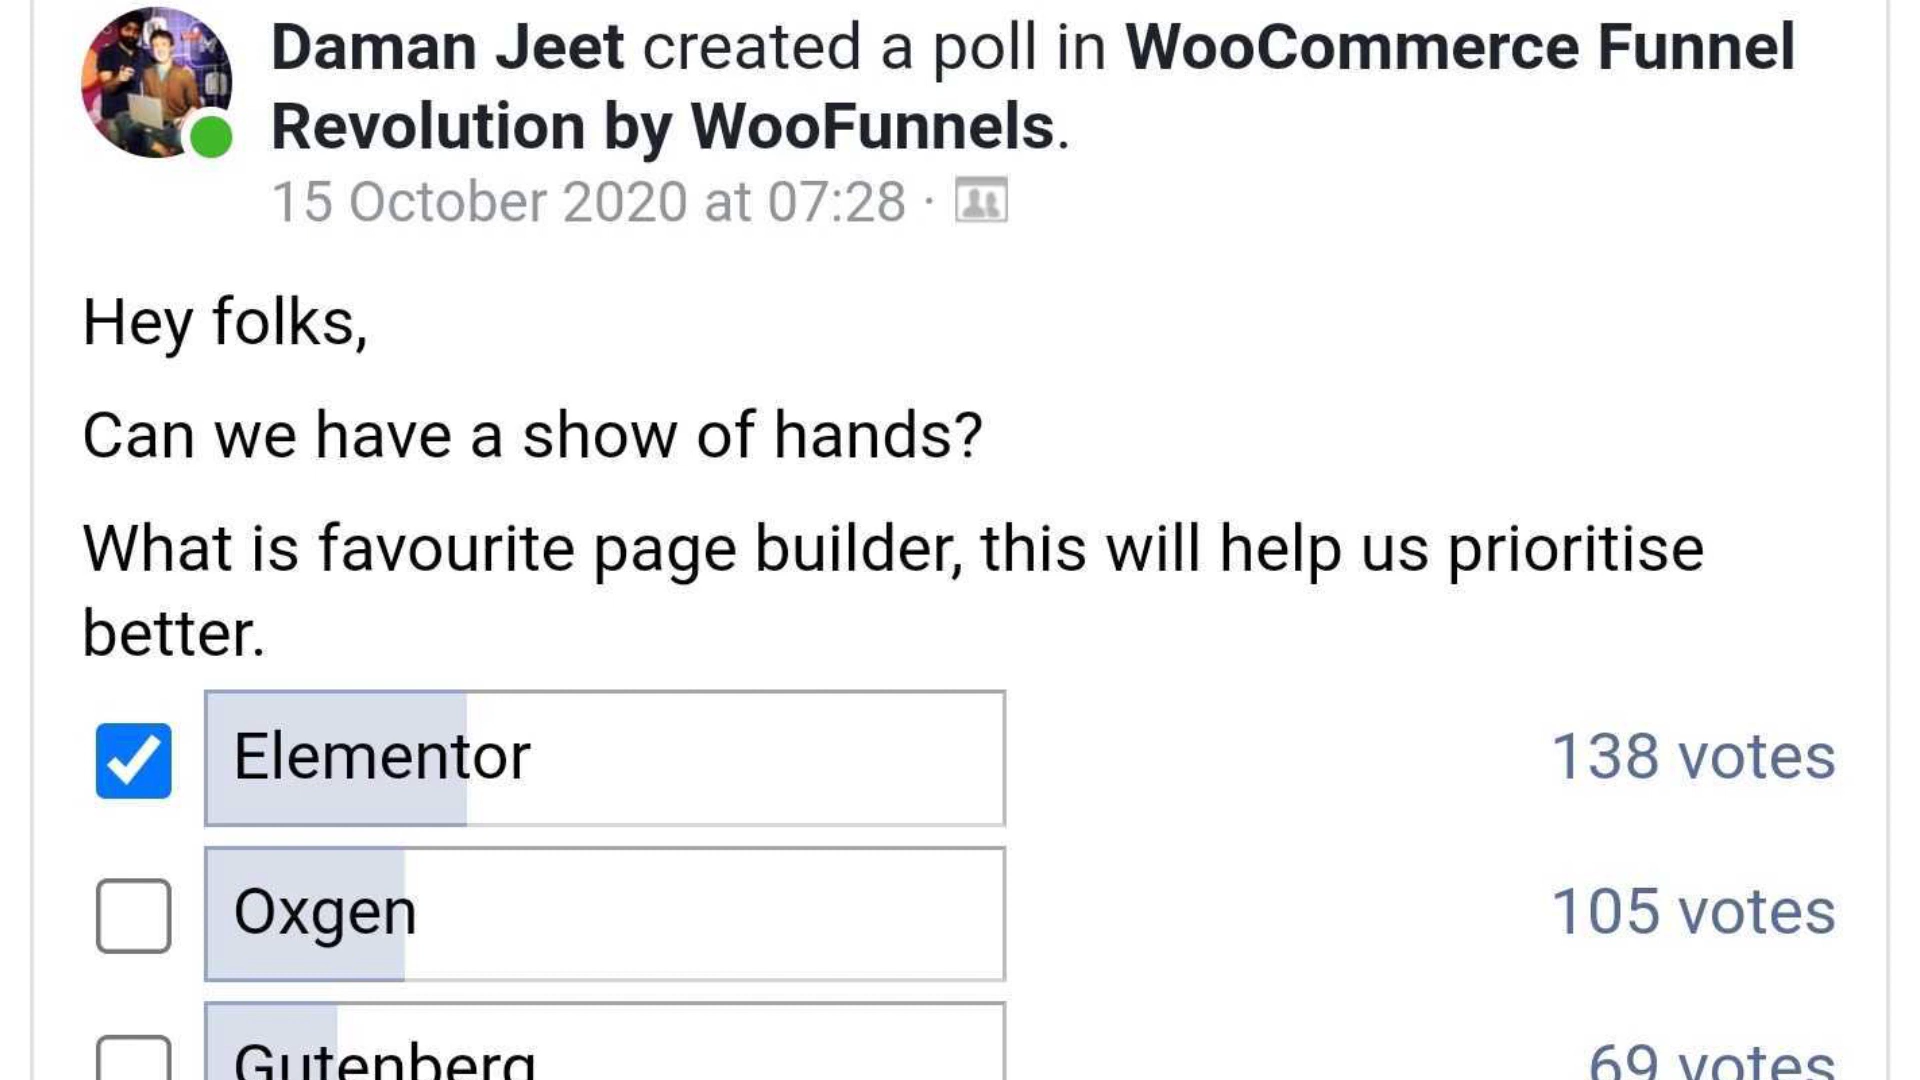 Daman Jeet created a poll in WooCommerce Funnel
Revolution by WooFunnels.
15 October 2020 at 07:28 ·
Hey folks,
Can we have a show of hands?
What is favourite page builder, this will help us prioritise
better.
Elementor 138 votes
Oxgen 105 votes
Gutenberg 69 votes